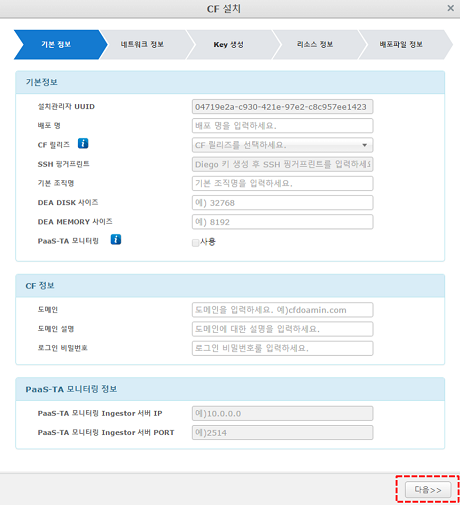 CF 설치
기본 정보
네트워크 정보
Key 생성
리소스 정보
배포파일 정보
기본정보
설치관리자 UUID 04719e2a-c930-421e-97e2-c8c957ee1423
배포 명 배포 명을 입력하세요.
CF 릴리즈 CF 릴리즈를 선택하세요.
SSH 핑거프린트 Diego 키 생성 후 SSH 핑거프린트를 입력하세요
기본 조직명 기본 조직명을 입력하세요.
DEA DISK 사이즈 예) 32768
DEA MEMORY 사이즈 예) 8192
PaaS-TA 모니터링 사용
CF 정보
도메인 도메인을 입력하세요. 예)cfdoamin.com
도메인 설명 도메인에 대한 설명을 입력하세요.
로그인 비밀번호 로그인 비밀번호를 입력하세요.
PaaS-TA 모니터링 정보
PaaS-TA 모니터링 Ingestor 서버 IP 예)10.0.0.0
PaaS-TA 모니터링 Ingestor 서버 PORT 예)2514
다음>>